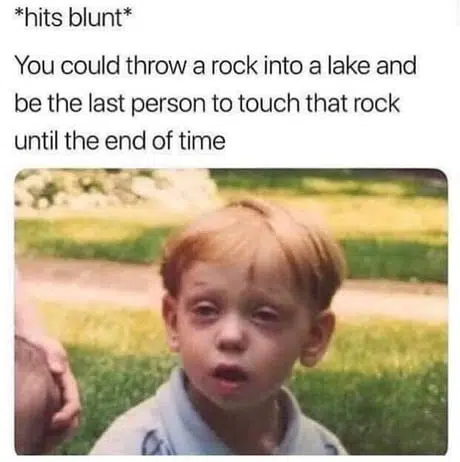 *hits blunt*
You could throw a rock into a lake and
be the last person to touch that rock
until the end of time